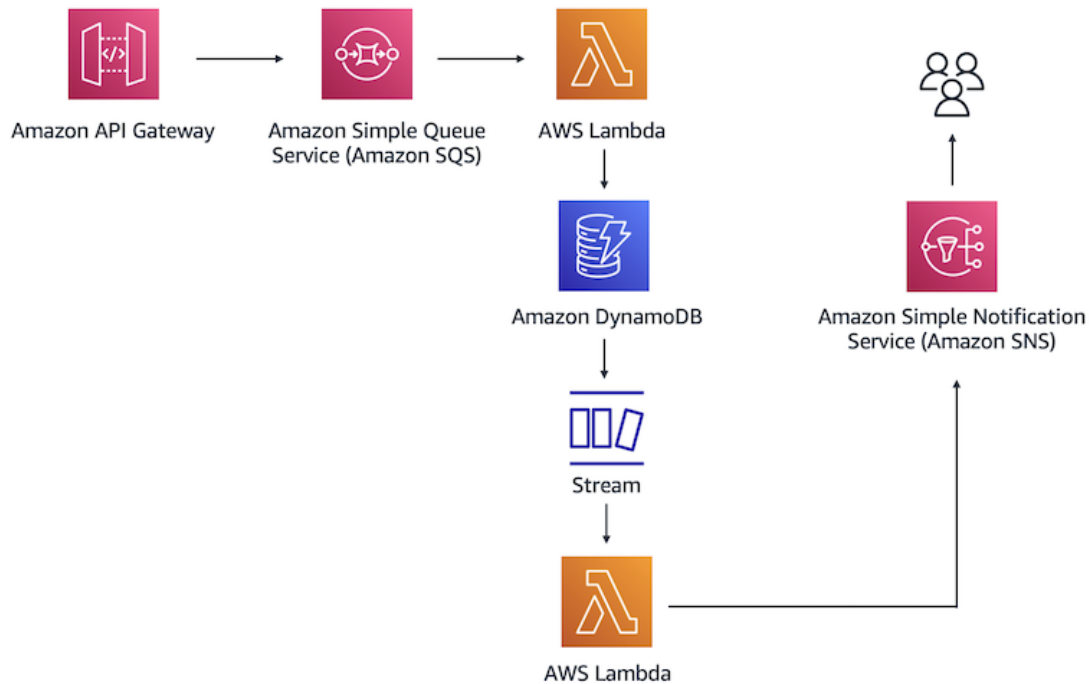 Amazon API Gateway
Amazon Simple Queue
Service (Amazon SQS)
AWS Lambda
Amazon DynamoDB
Stream
AWS Lambda
Amazon Simple Notification
Service (Amazon SNS)